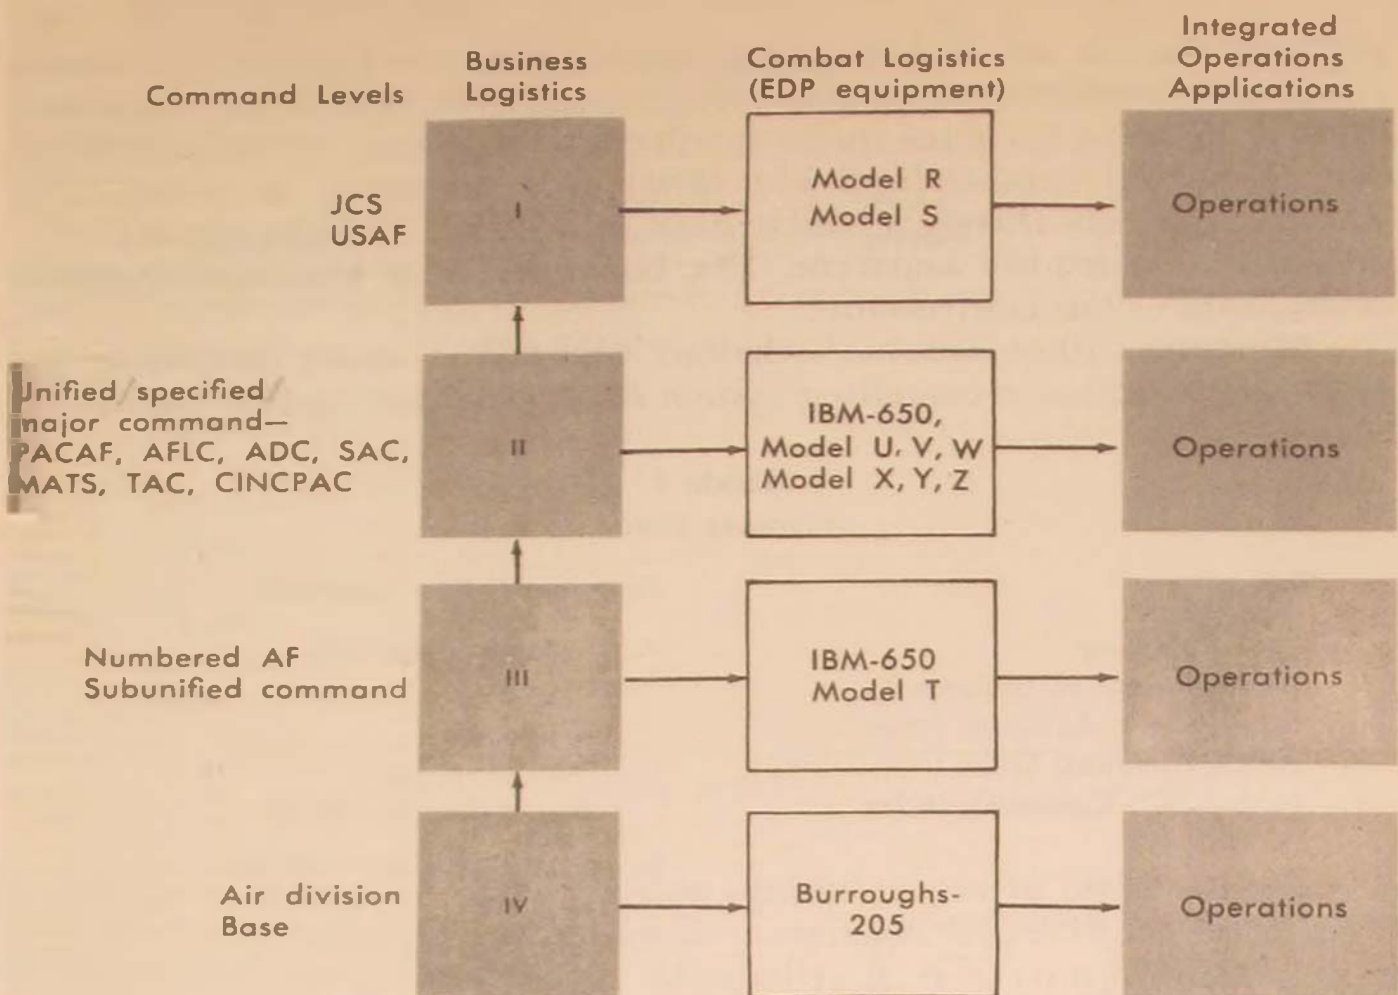 Command Levels
Business
Logistics
Combat Logistics
(EDP equipment)
Integrated
Operations
Applications
JCS
USAF
I
Model R
Model S
Operations
Unified/specified/
major command—
PACAF, AFLC, ADC, SAC,
MATS, TAC, CINCPAC
II
IBM-650,
Model U, V, W
Model X, Y, Z
Operations
Numbered AF
Subunified command
III
IBM-650
Model T
Operations
Air division
Base
IV
Burroughs-
205
Operations